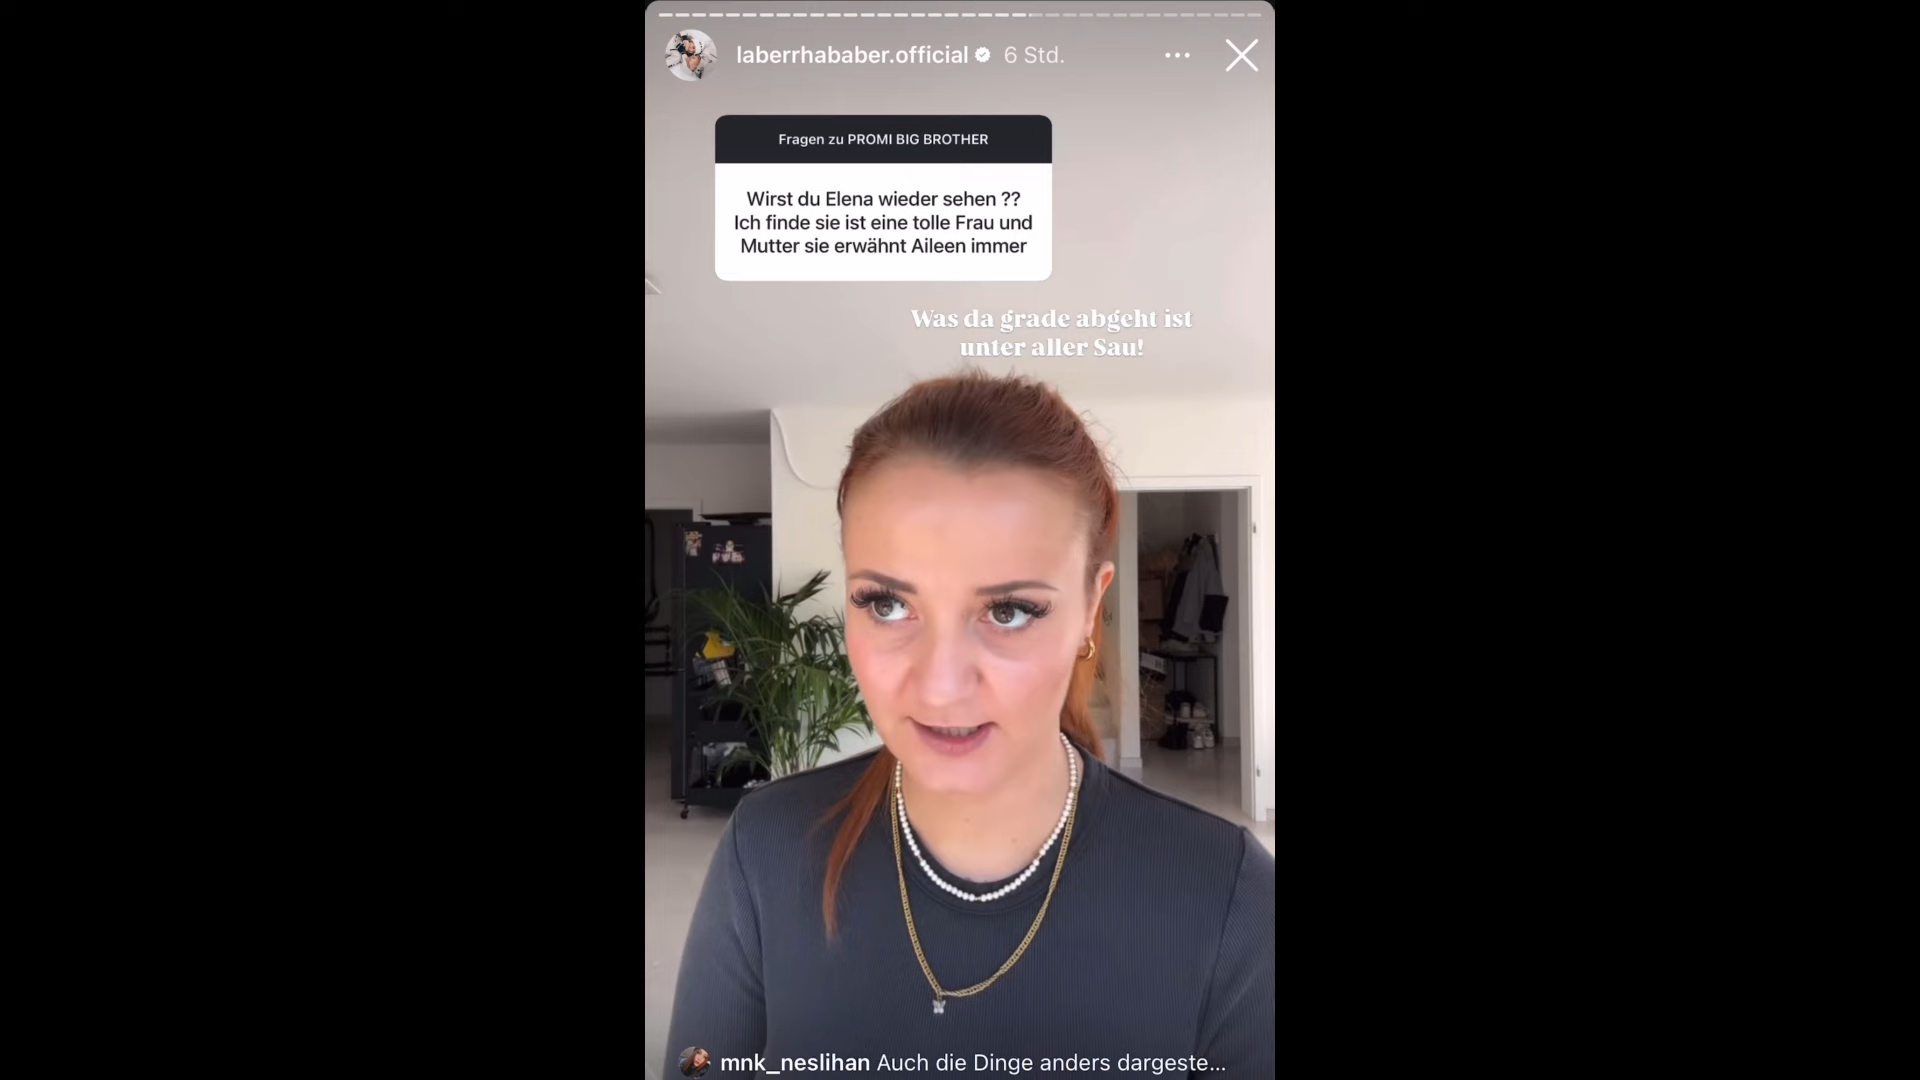 laberrhababer.official 6 Std.
Fragen zu PROMI BIG BROTHER
Wirst du Elena wieder sehen ??
Ich finde sie ist eine tolle Frau und
Mutter sie erwähnt Aileen immer
Was da grade abgeht ist
unter aller Sau!
mnk_neslihan Auch die Dinge anders dargeste...